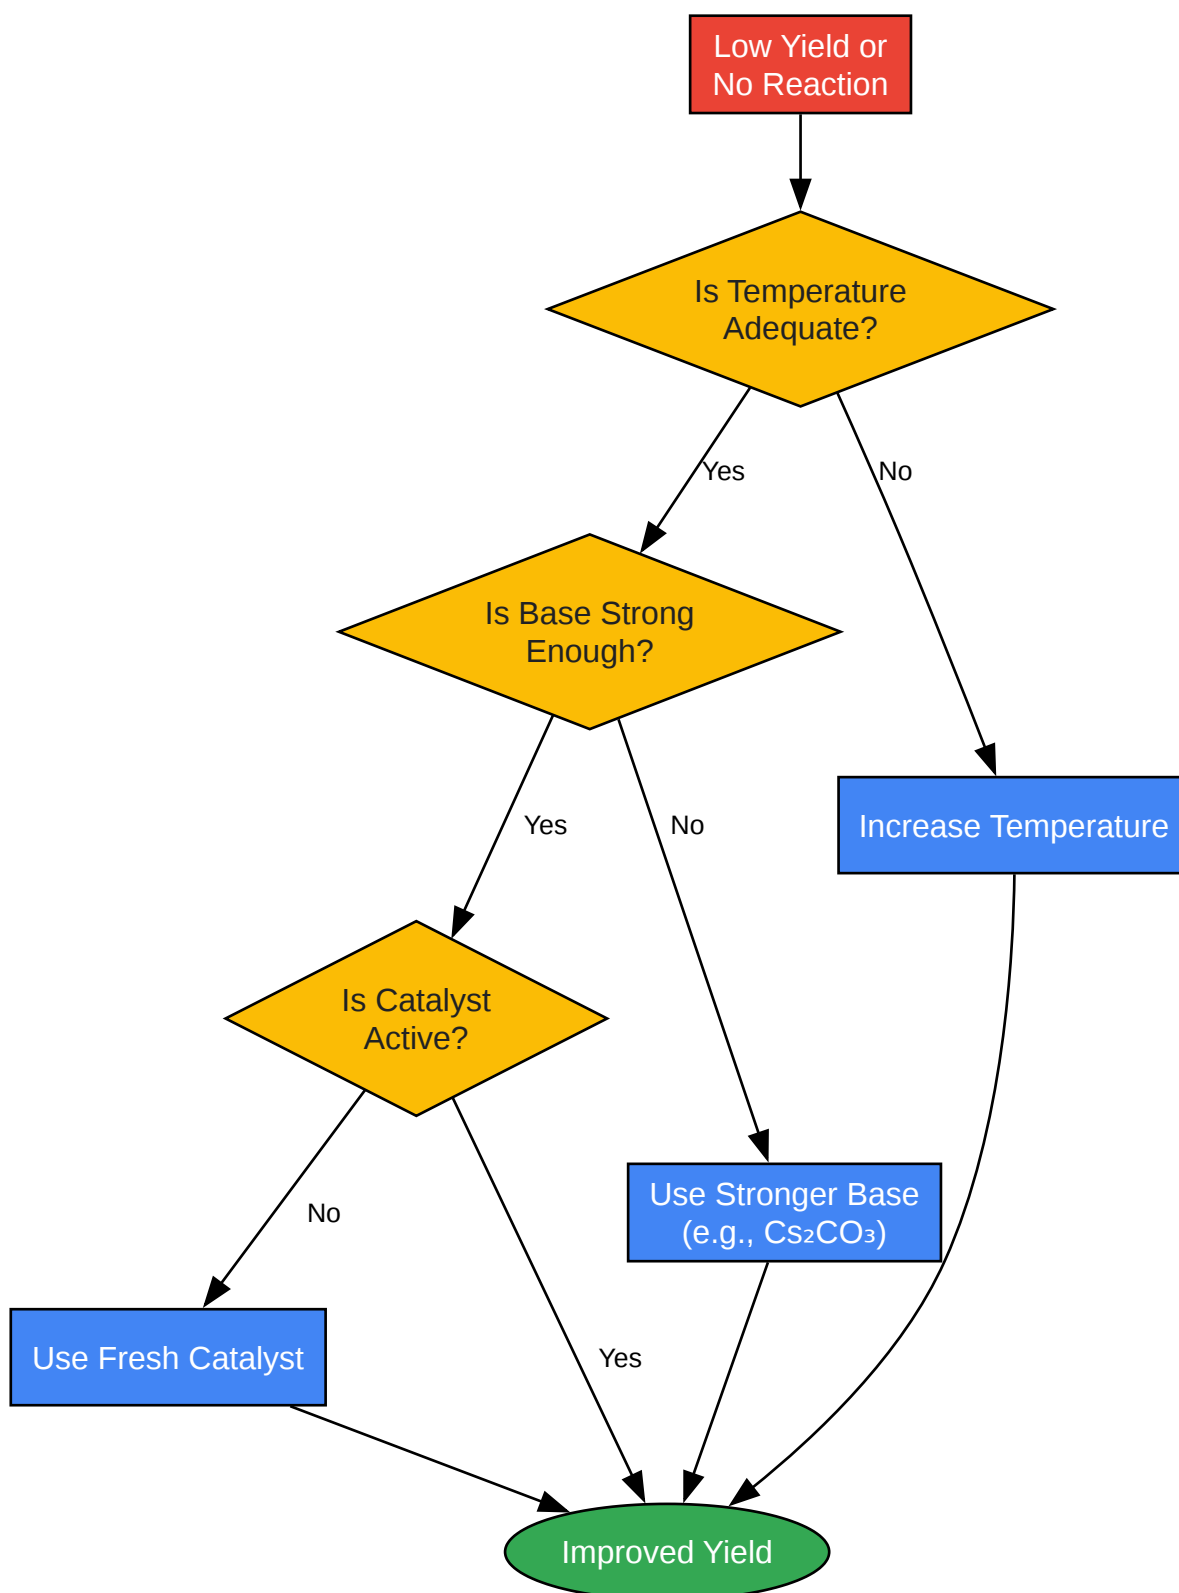 Low Yield or
No Reaction
Is Temperature
Adequate?
Yes
No
Is Base Strong
Enough?
Yes
No
Increase Temperature
Is Catalyst
Active?
No
Yes
Use Stronger Base
(e.g., Cs₂CO₃)
Use Fresh Catalyst
Improved Yield